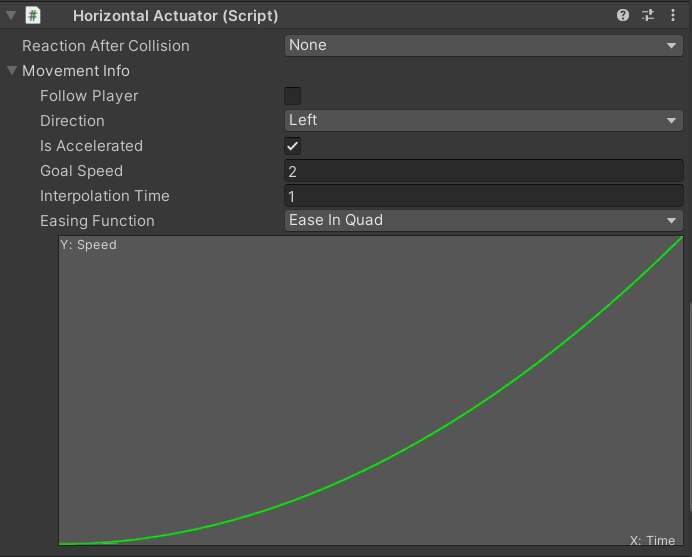 Horizontal Actuator (Script)
Reaction After Collision None
Movement Info
Follow Player
Direction Left
Is Accelerated
Goal Speed 2
Interpolation Time 1
Easing Function Ease In Quad
Y: Speed
X: Time